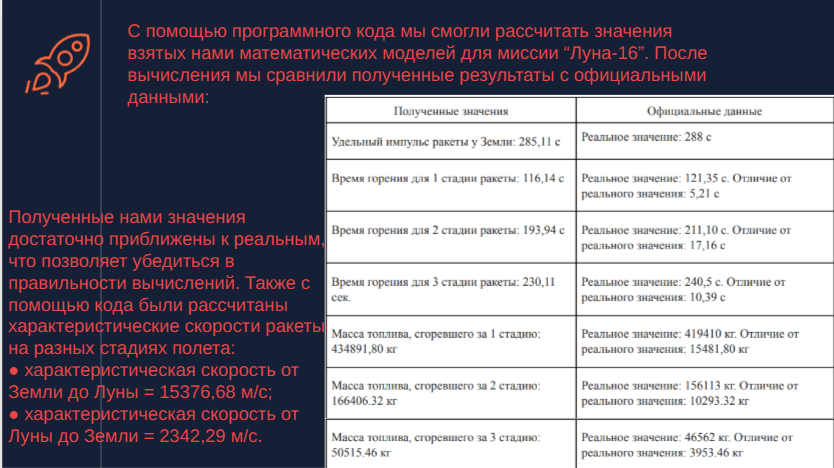 С помощью программного кода мы смогли рассчитать значения
взятых нами математических моделей для миссии “Луна-16”. После
вычисления мы сравнили полученные результаты с официальными
данными:
Полученные значения
Официальные данные
Удельный импульс ракеты у Земли: 285,11 с
Реальное значение: 288 с
Время горения для 1 стадии ракеты: 116,14 с
Реальное значение: 121,35 с. Отличие от
реального значения: 5,21 с
Время горения для 2 стадии ракеты: 193,94 с
Реальное значение: 211,10 с. Отличие от
реального значения: 17,16 с
Время горения для 3 стадии ракеты: 230,11
сек.
Реальное значение: 240,5 с. Отличие от
реального значения: 10,39 с
Масса топлива, сгоревшего за 1 стадию:
434891,80 кг
Реальное значение: 419410 кг. Отличие от
реального значения: 15481,80 кг
Масса топлива, сгоревшего за 2 стадию:
166406.32 кг
Реальное значение: 156113 кг. Отличие от
реального значения: 10293.32 кг
Масса топлива, сгоревшего за 3 стадию:
50515.46 кг
Реальное значение: 46562 кг. Отличие от
реального значения: 3953.46 кг
Полученные нами значения
достаточно приближены к реальным,
что позволяет убедиться в
правильности вычислений. Также с
помощью кода были рассчитаны
характеристические скорости ракеты
на разных стадиях полета:
● характеристическая скорость от
Земли до Луны = 15376,68 м/с;
● характеристическая скорость от
Луны до Земли = 2342,29 м/с.